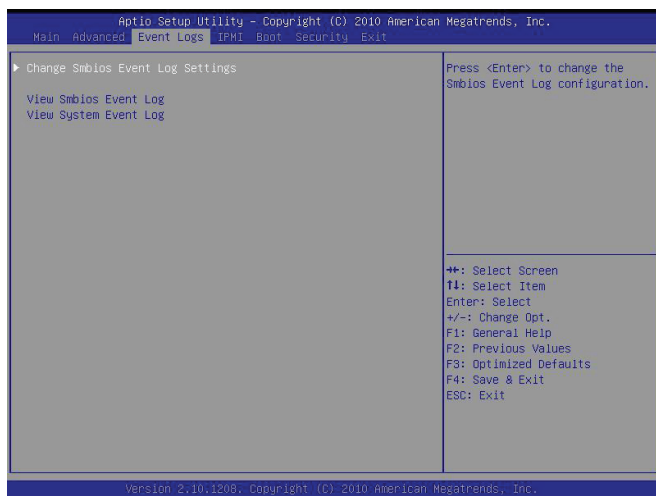 Aptio Setup Utility – Copyright (C) 2010 American Megatrends, Inc.
Main Advanced Event Logs IPMI Boot Security Exit
▶ Change Smbios Event Log Settings
View Smbios Event Log
View System Event Log
Press <Enter> to change the
Smbios Event Log configuration.
→←: Select Screen
↑↓: Select Item
Enter: Select
+/-: Change Opt.
F1: General Help
F2: Previous Values
F3: Optimized Defaults
F4: Save & Exit
ESC: Exit
Version 2.10.1208. Copyright (C) 2010 American Megatrends, Inc.